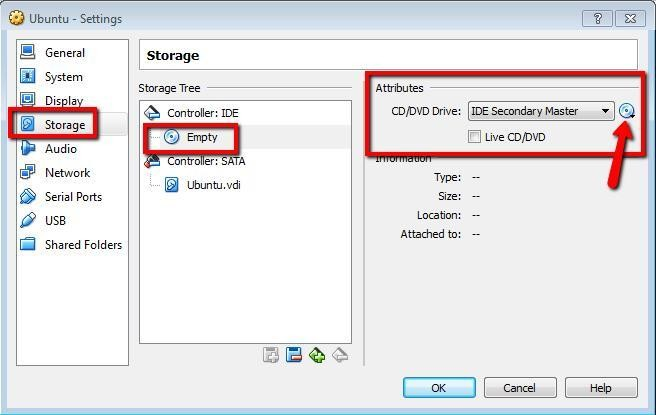 Ubuntu - Settings
General
System
Display
Storage
Audio
Network
Serial Ports
USB
Shared Folders
Storage
Storage Tree
Controller: IDE
Empty
Controller: SATA
Ubuntu.vdi
Attributes
CD/DVD Drive: IDE Secondary Master
Live CD/DVD
Information
Type: --
Size: --
Location: --
Attached to: --
OK Cancel Help